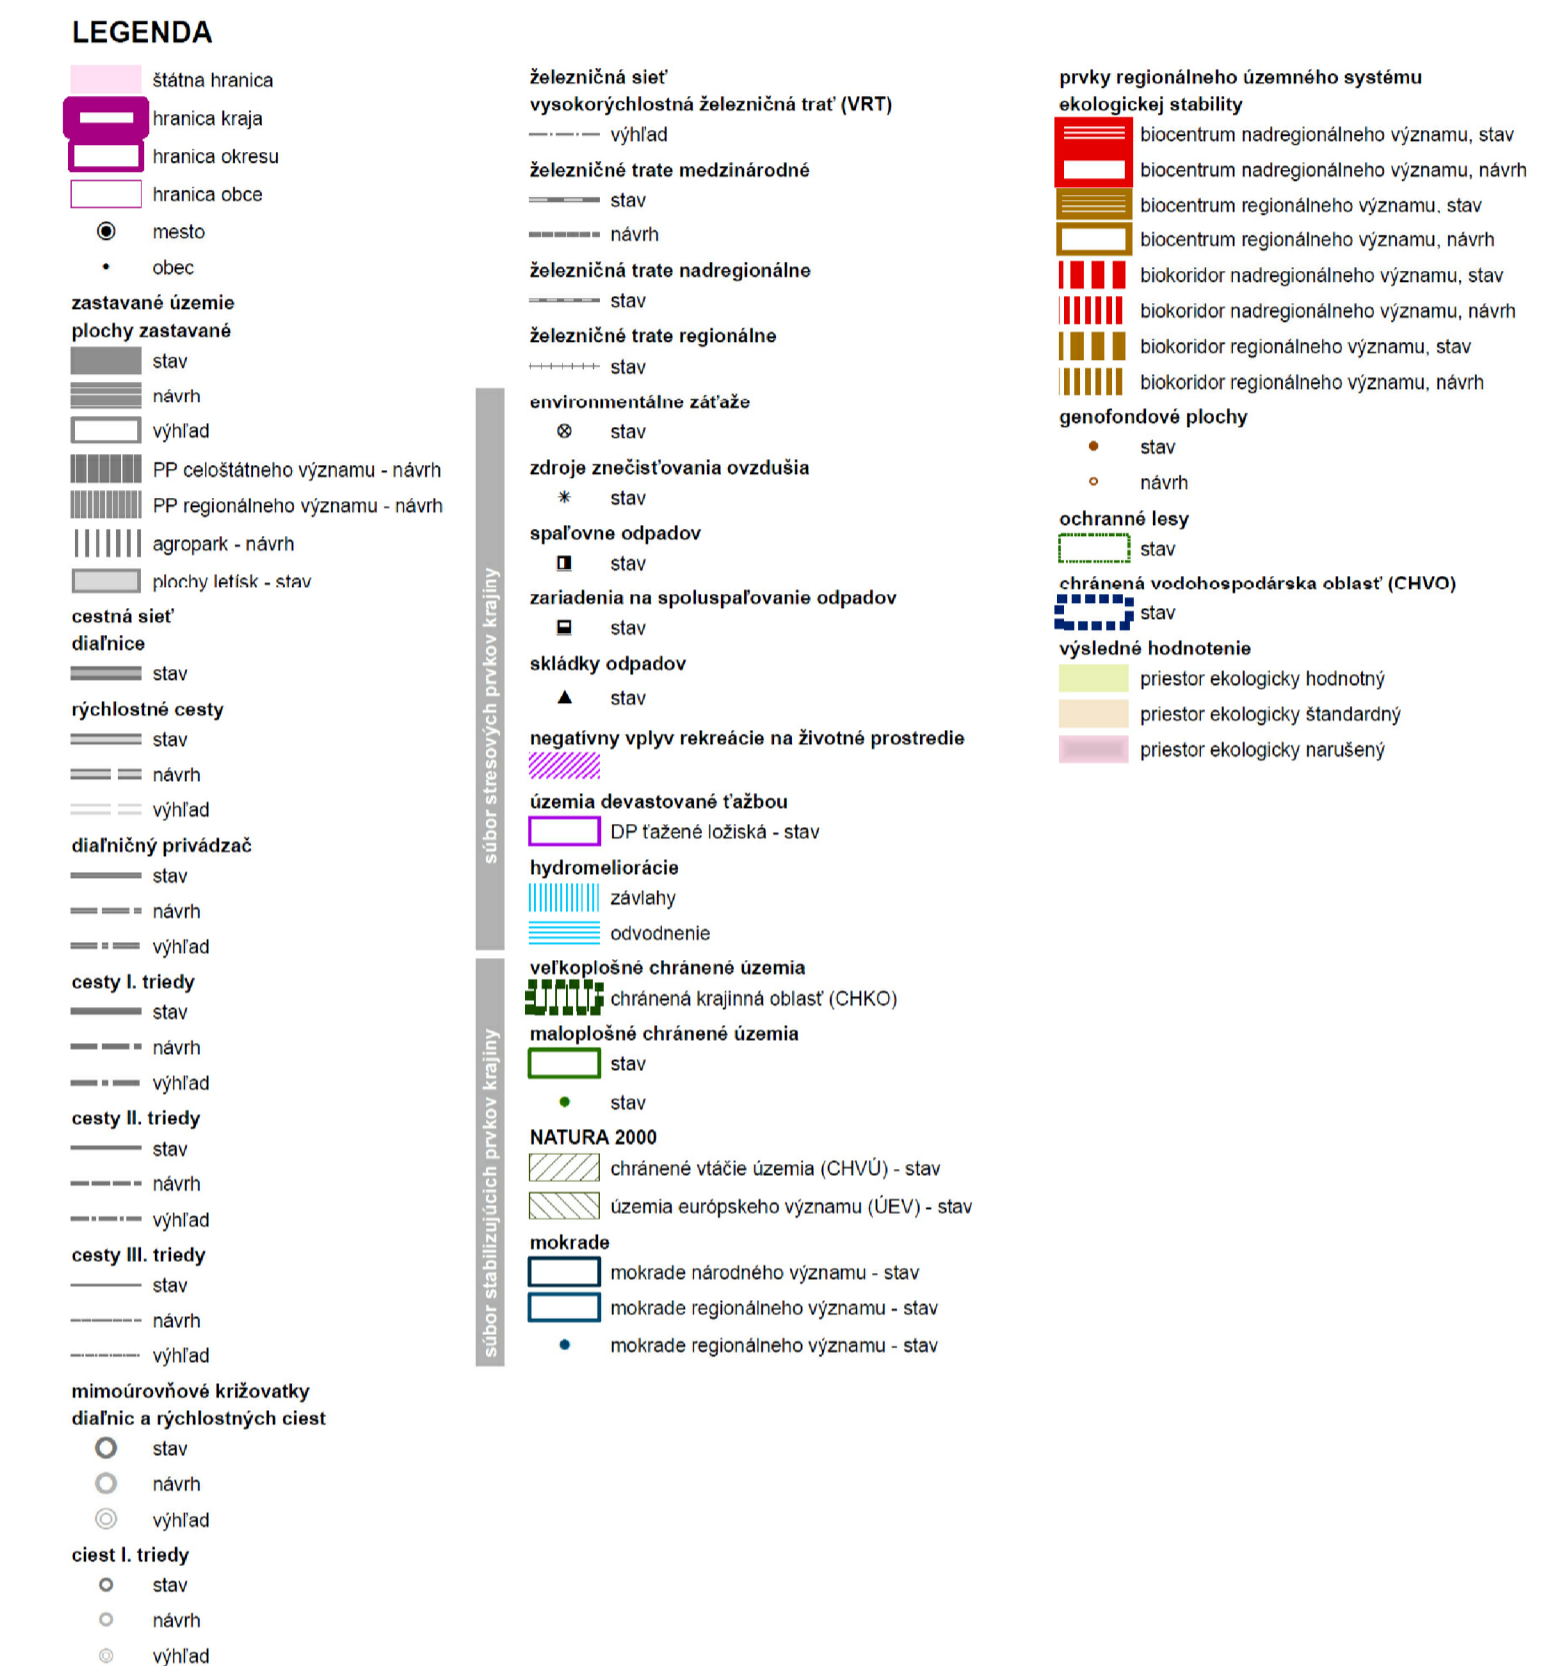 LEGENDA
štátna hranica
hranica kraja
hranica okresu
hranica obce
mesto
obec
zastavané územie
plochy zastavané
stav
návrh
výhľad
PP celoštátneho významu - návrh
PP regionálneho významu - návrh
agropark - návrh
plochy letísk - stav
cestná sieť
diaľnice
stav
rýchlostné cesty
stav
návrh
výhľad
diaľničný privádzač
stav
návrh
výhľad
cesty I. triedy
stav
návrh
výhľad
cesty II. triedy
stav
návrh
výhľad
cesty III. triedy
stav
návrh
výhľad
mimoúrovňové križovatky
diaľnic a rýchlostných ciest
stav
návrh
výhľad
ciest I. triedy
stav
návrh
výhľad
železničná sieť
vysokorýchlostná železničná trať (VRT)
výhľad
železničné trate medzinárodné
stav
návrh
železničná trate nadregionálne
stav
železničné trate regionálne
stav
súbor stresových prvkov krajiny
environmentálne záťaže
stav
zdroje znečisťovania ovzdušia
stav
spaľovne odpadov
stav
zariadenia na spoluspaľovanie odpadov
stav
skládky odpadov
stav
negatívny vplyv rekreácie na životné prostredie
územia devastované ťažbou
DP ťažené ložiská - stav
hydromeliorácie
závlahy
odvodnenie
súbor stabilizujúcich prvkov krajiny
veľkoplošné chránené územia
chránená krajinná oblasť (CHKO)
maloplošné chránené územia
stav
stav
NATURA 2000
chránené vtáčie územia (CHVÚ) - stav
územia európskeho významu (ÚEV) - stav
mokrade
mokrade národného významu - stav
mokrade regionálneho významu - stav
mokrade regionálneho významu - stav
prvky regionálneho územného systému
ekologickej stability
biocentrum nadregionálneho významu, stav
biocentrum nadregionálneho významu, návrh
biocentrum regionálneho významu, stav
biocentrum regionálneho významu, návrh
biokoridor nadregionálneho významu, stav
biokoridor nadregionálneho významu, návrh
biokoridor regionálneho významu, stav
biokoridor regionálneho významu, návrh
genofondové plochy
stav
návrh
ochranné lesy
stav
chránená vodohospodárska oblasť (CHVO)
stav
výsledné hodnotenie
priestor ekologicky hodnotný
priestor ekologicky štandardný
priestor ekologicky narušený